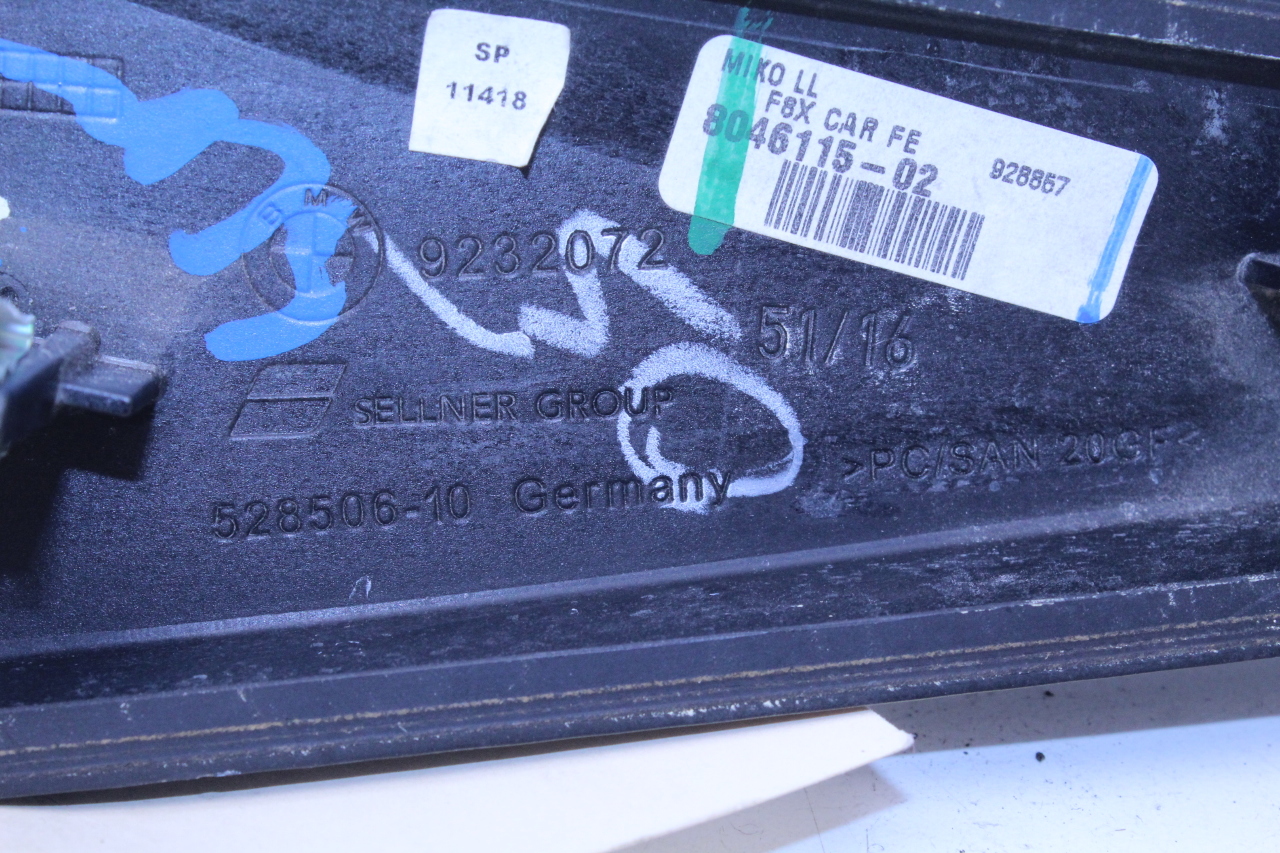 SP
11418
MIKO LL
F8X CAR FE
8046115-02
928867
BMW
9232072
51/16
SELLNER GROUP
>PC/SAN 20GF<
528506-10 Germany